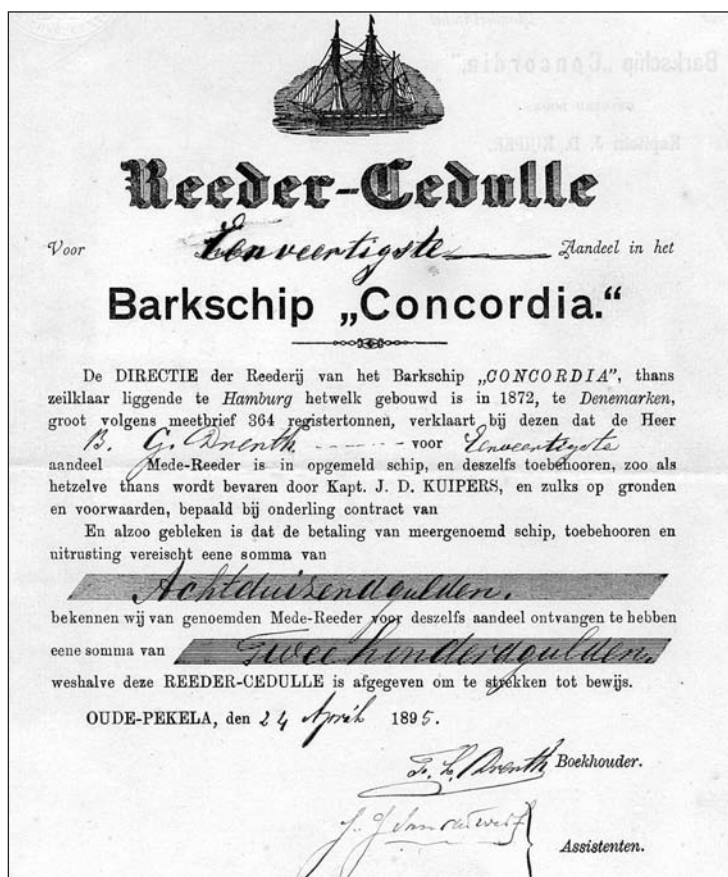 Reeder-Cedulle
Voor Eenveertigste Aandeel in het
Barkschip „Concordia.“
De DIRECTIE der Reederij van het Barkschip „CONCORDIA", thans
zeilklaar liggende te Hamburg hetwelk gebouwd is in 1872, te Denemarken,
groot volgens meetbrief 364 registertonnen, verklaart bij dezen dat de Heer
B. G. Drenth voor Eenveertigste
aandeel Mede-Reeder is in opgemeld schip, en deszelfs toebehooren, zoo als
hetzelve thans wordt bevaren door Kapt. J. D. KUIPERS, en zulks op gronden
en voorwaarden, bepaald bij onderling contract van
En alzoo gebleken is dat de betaling van meergenoemd schip, toebehooren en
uitrusting vereischt eene somma van
Achtduizendgulden.
bekennen wij van genoemden Mede-Reeder voor deszelfs aandeel ontvangen te hebben
eene somma van Tweehonderdgulden.
weshalve deze REEDER-CEDULLE is afgegeven om te strekken tot bewijs.
OUDE-PEKELA, den 24 April 1895.
Drenth Boekhouder.
Assistenten.